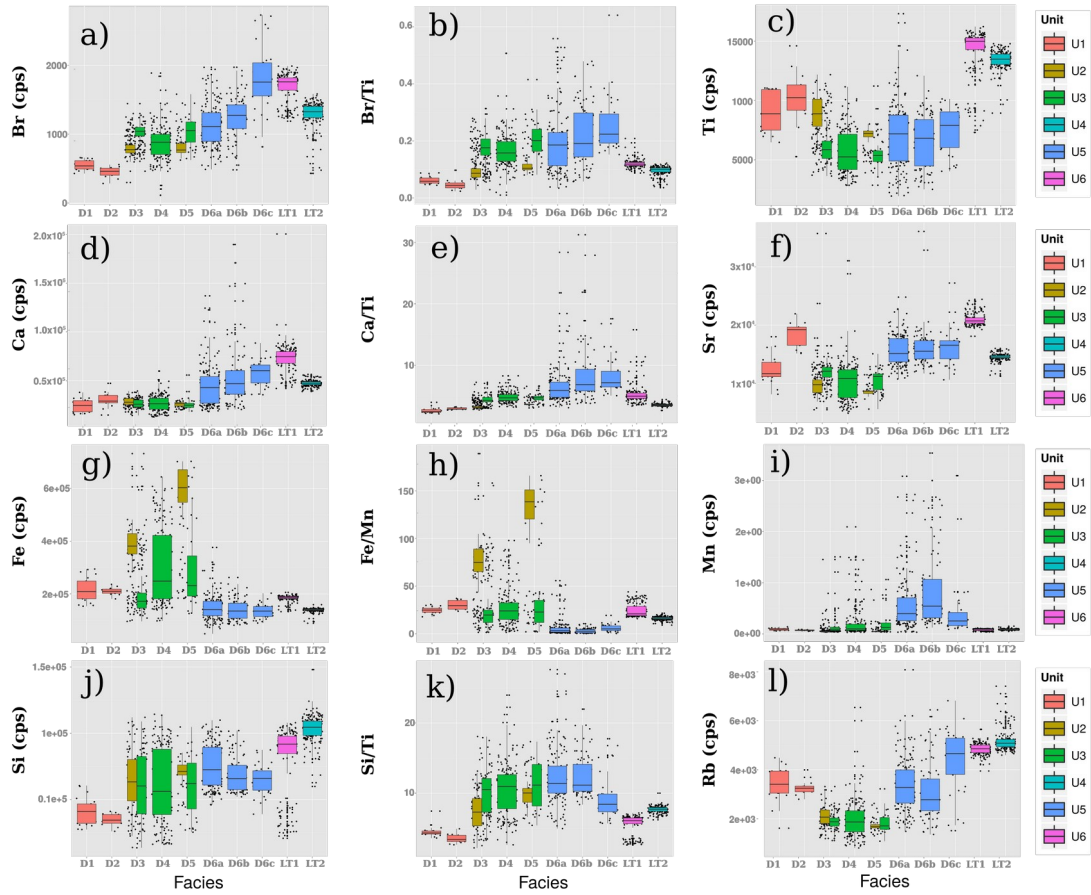 a)
Br (cps)
2000
1000
0
D1 D2 D3 D4 D5 D6a D6b D6c LT1 LT2
b)
Br/Ti
0.6
0.4
0.2
0.0
D1 D2 D3 D4 D5 D6a D6b D6c LT1 LT2
c)
Ti (cps)
15000
10000
5000
D1 D2 D3 D4 D5 D6a D6b D6c LT1 LT2
Unit
U1
U2
U3
U4
U5
U6
d)
Ca (cps)
2.0x10⁵
1.5x10⁵
1.0x10⁵
0.5x10⁵
D1 D2 D3 D4 D5 D6a D6b D6c LT1 LT2
e)
Ca/Ti
30
20
10
D1 D2 D3 D4 D5 D6a D6b D6c LT1 LT2
f)
Sr (cps)
3x10⁴
2x10⁴
1x10⁴
D1 D2 D3 D4 D5 D6a D6b D6c LT1 LT2
Unit
U1
U2
U3
U4
U5
U6
g)
Fe (cps)
6e+05
4e+05
2e+05
D1 D2 D3 D4 D5 D6a D6b D6c LT1 LT2
h)
Fe/Mn
150
100
50
0
D1 D2 D3 D4 D5 D6a D6b D6c LT1 LT2
i)
Mn (cps)
3e+00
2e+00
1e+00
0e+00
D1 D2 D3 D4 D5 D6a D6b D6c LT1 LT2
Unit
U1
U2
U3
U4
U5
U6
j)
Si (cps)
1.5e+05
1e+05
0.1e+05
D1 D2 D3 D4 D5 D6a D6b D6c LT1 LT2
Facies
k)
Si/Ti
20
10
D1 D2 D3 D4 D5 D6a D6b D6c LT1 LT2
Facies
l)
Rb (cps)
8e+03
6e+03
4e+03
2e+03
D1 D2 D3 D4 D5 D6a D6b D6c LT1 LT2
Facies
Unit
U1
U2
U3
U4
U5
U6